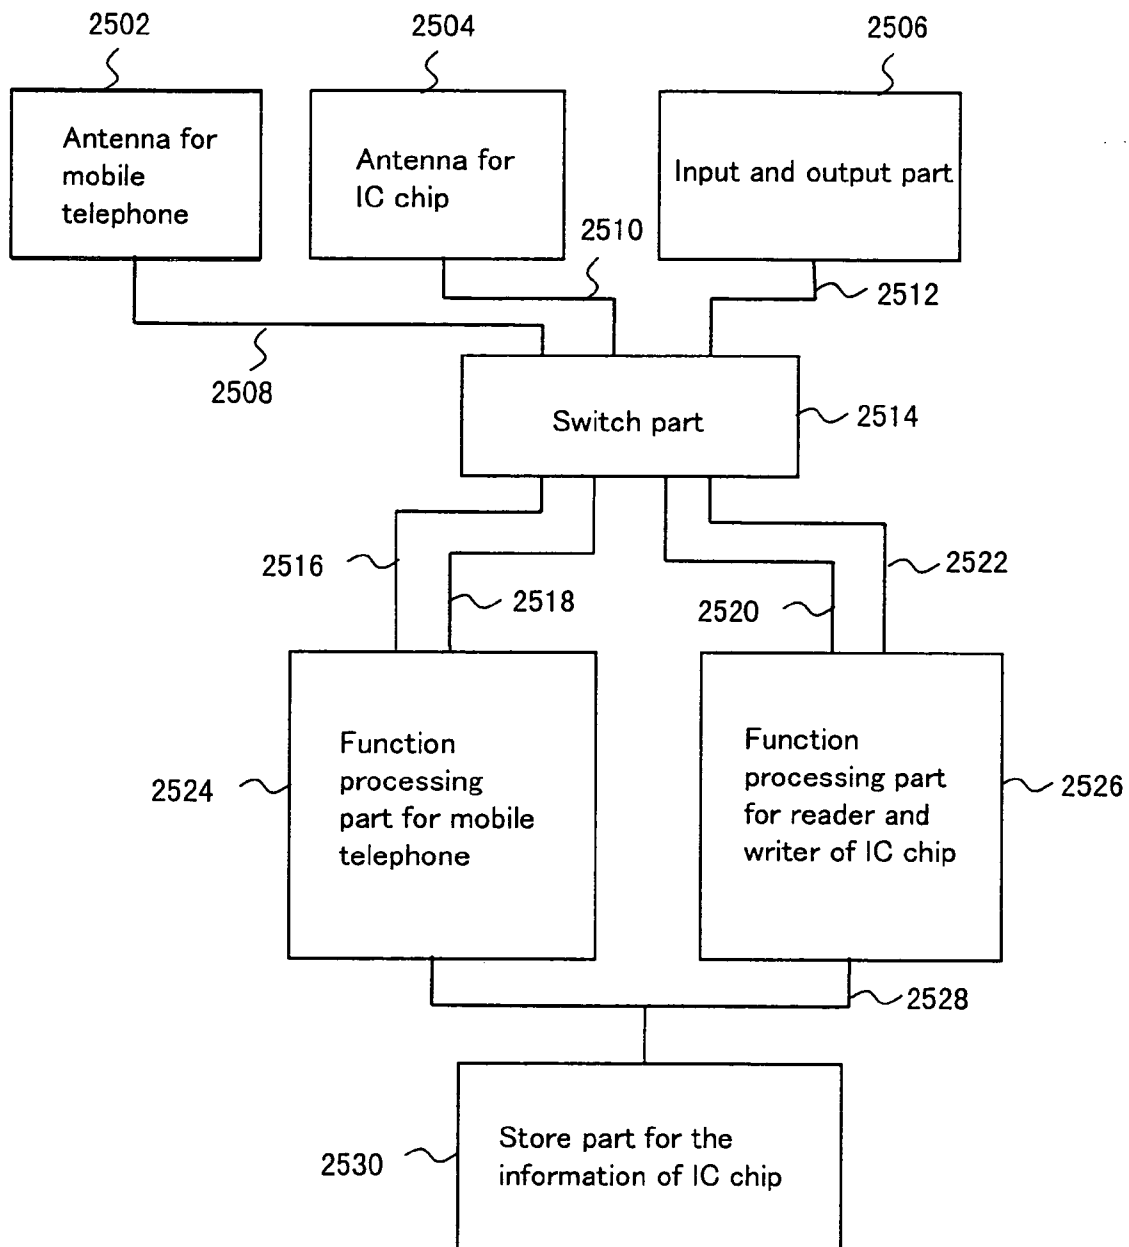 2502
2504
2506
Antenna for
mobile
telephone
Antenna for
IC chip
Input and output part
2510
2512
2508
Switch part
2514
2516
2518
2520
2522
Function
processing
part for mobile
telephone
Function
processing part
for reader and
writer of IC chip
2524
2526
2528
Store part for the
information of IC chip
2530